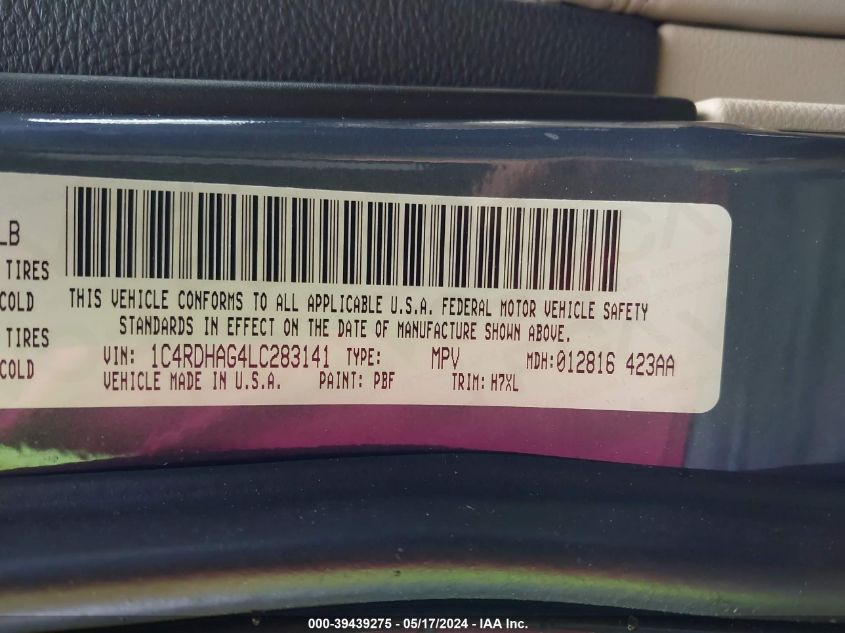 LB
TIRES
COLD
TIRES
COLD
THIS VEHICLE CONFORMS TO ALL APPLICABLE U.S.A. FEDERAL MOTOR VEHICLE SAFETY
STANDARDS IN EFFECT ON THE DATE OF MANUFACTURE SHOWN ABOVE.
VIN: 1C4RDHAG4LC283141 TYPE: MPV MDH:012816 423AA
VEHICLE MADE IN U.S.A. PAINT: PBF TRIM: H7XL
000-39439275 - 05/17/2024 - IAA Inc.